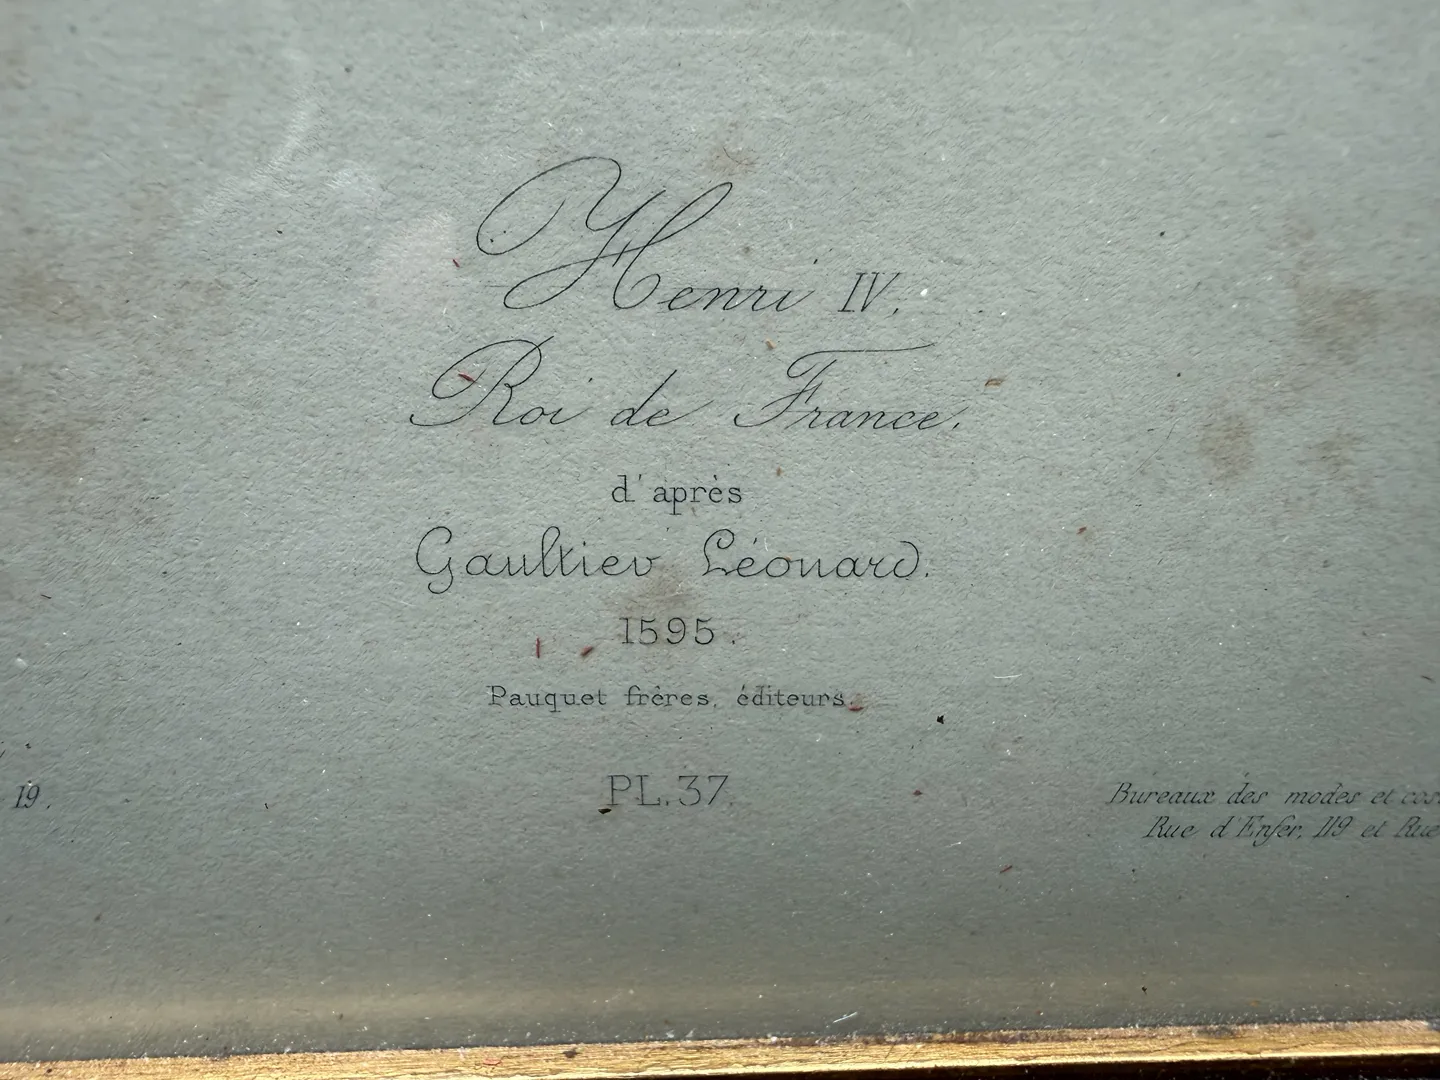 Henri IV.
Roi de France.
d'après
Gaultier Léonard.
1595.
Pauquet frères, éditeurs.
PL. 37.
19.
Bureaux des modes et
Rue d'Enfer, 119 et Rue